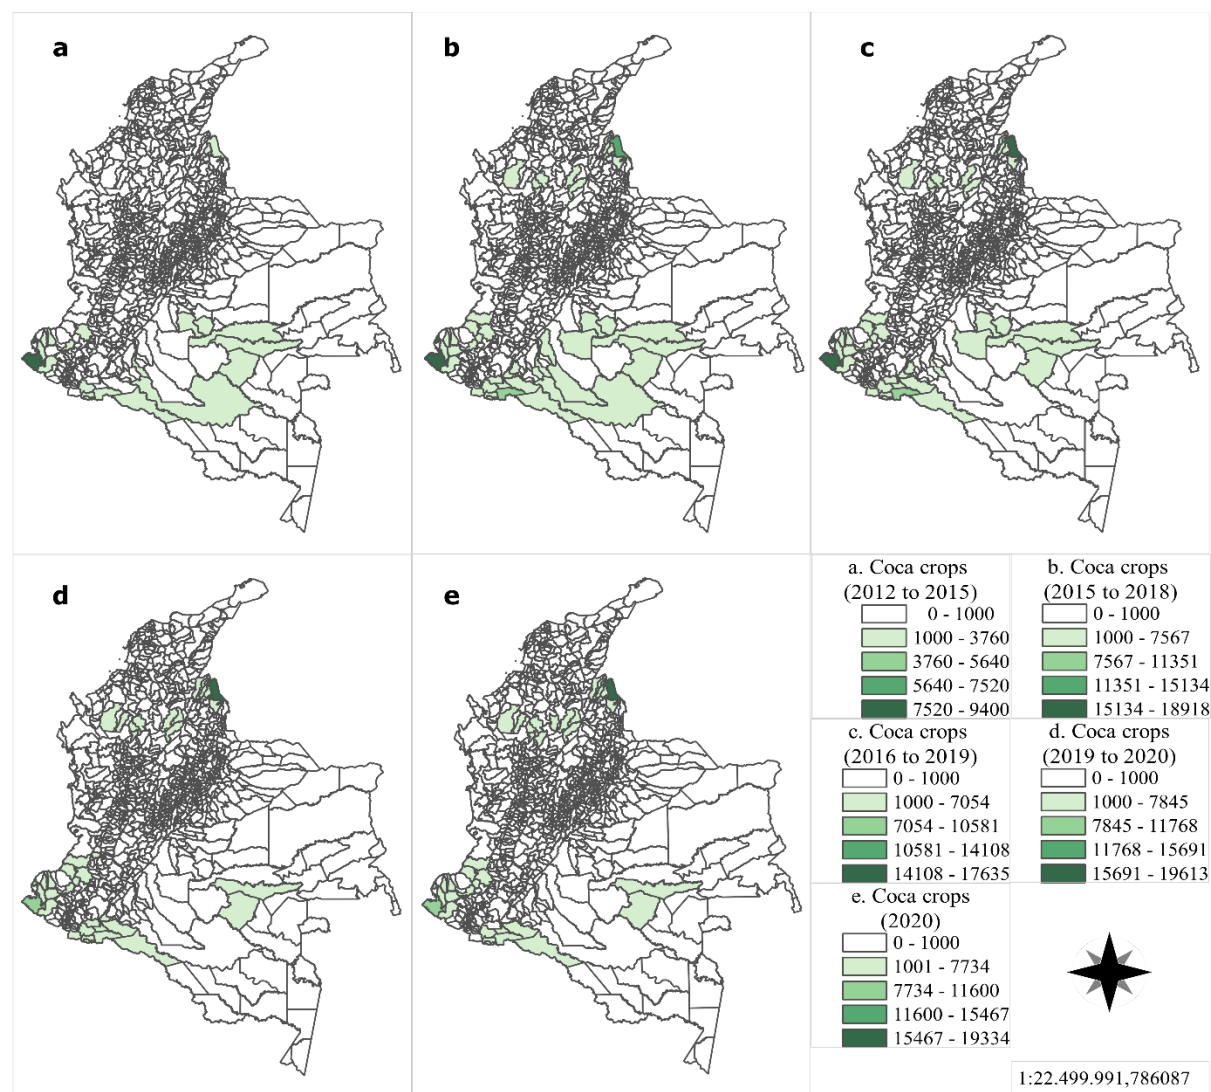 a
b
c
d
e
a. Coca crops
(2012 to 2015)
0 - 1000
1000 - 3760
3760 - 5640
5640 - 7520
7520 - 9400
b. Coca crops
(2015 to 2018)
0 - 1000
1000 - 7567
7567 - 11351
11351 - 15134
15134 - 18918
c. Coca crops
(2016 to 2019)
0 - 1000
1000 - 7054
7054 - 10581
10581 - 14108
14108 - 17635
d. Coca crops
(2019 to 2020)
0 - 1000
1000 - 7845
7845 - 11768
11768 - 15691
15691 - 19613
e. Coca crops
(2020)
0 - 1000
1001 - 7734
7734 - 11600
11600 - 15467
15467 - 19334
1:22.499.991,786087